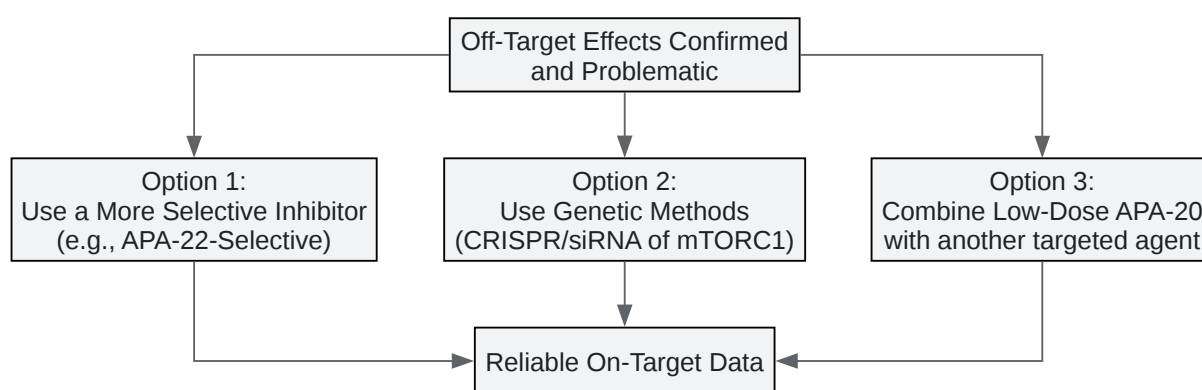 Off-Target Effects Confirmed
and Problematic
Option 1:
Use a More Selective Inhibitor
(e.g., APA-22-Selective)
Option 2:
Use Genetic Methods
(CRISPR/siRNA of mTORC1)
Option 3:
Combine Low-Dose APA-20
with another targeted agent
Reliable On-Target Data